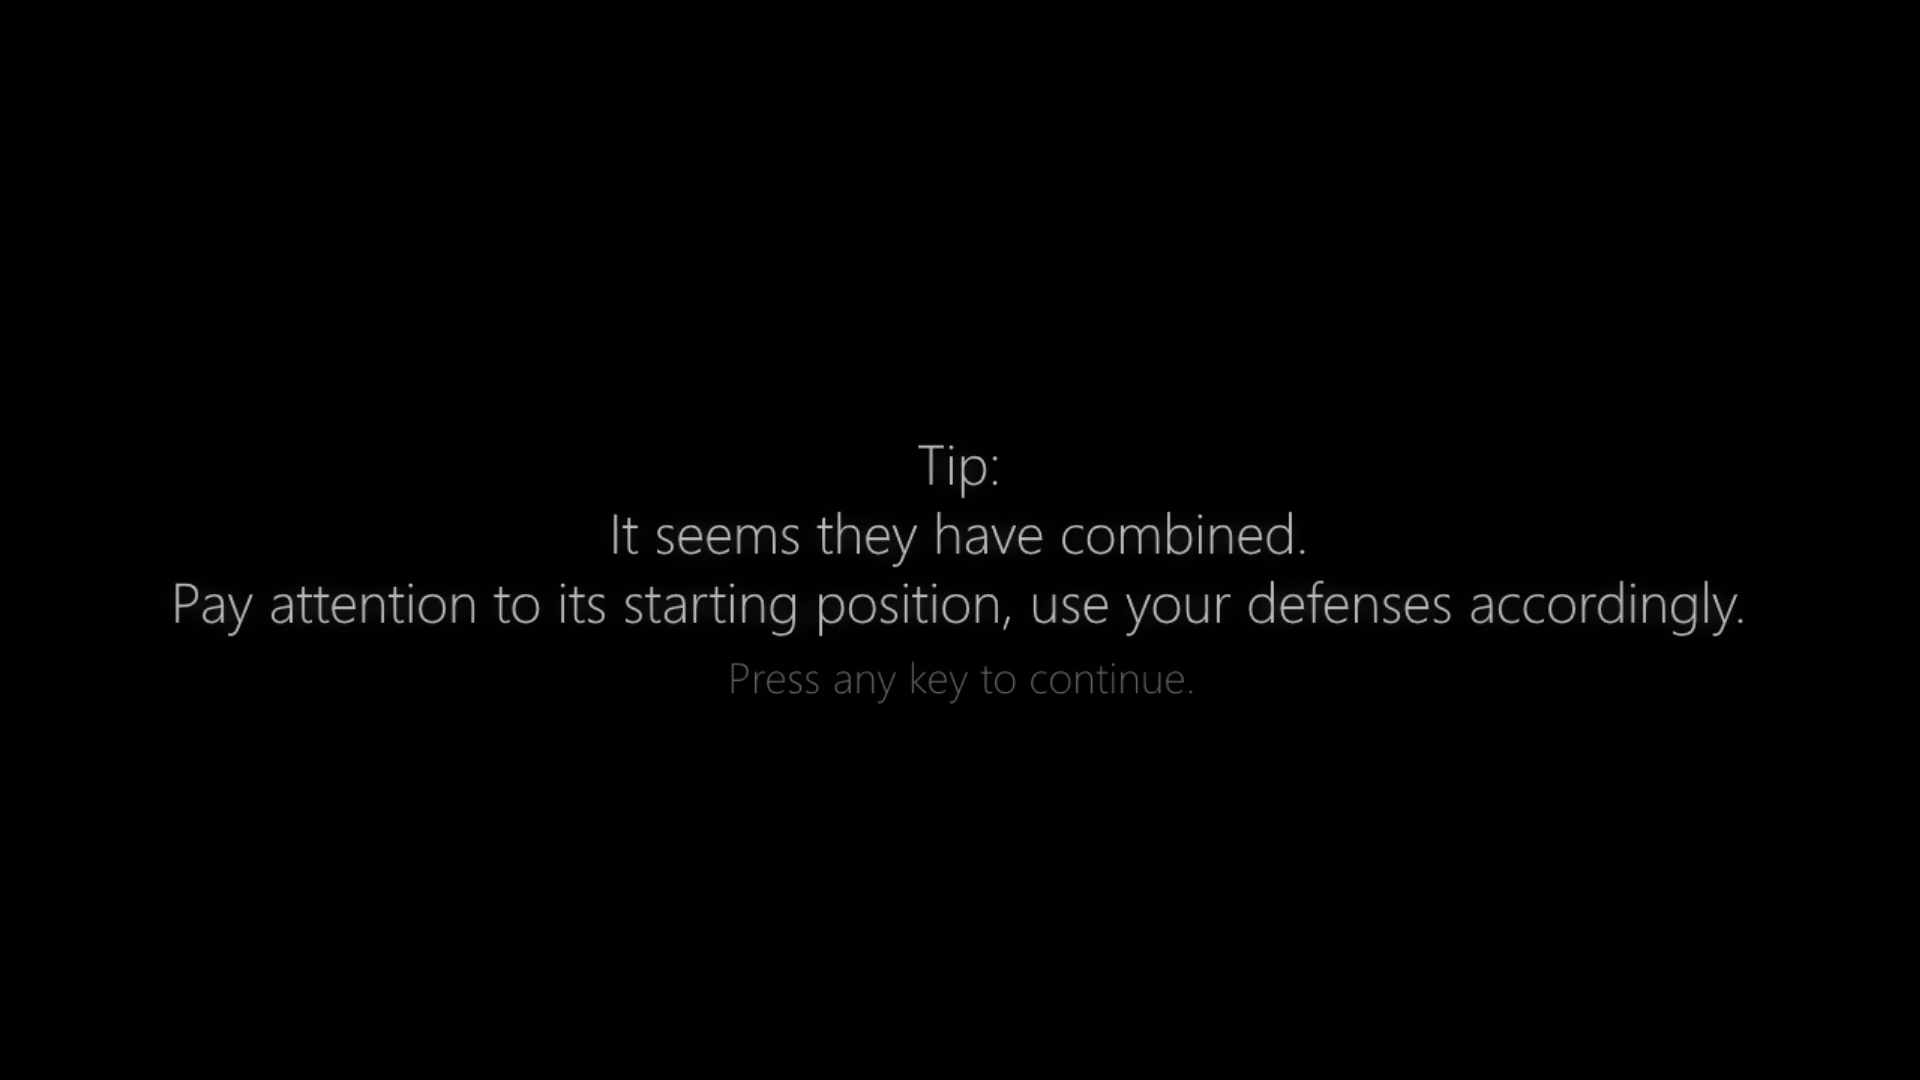 Tip:
It seems they have combined.
Pay attention to its starting position, use your defenses accordingly.
Press any key to continue.